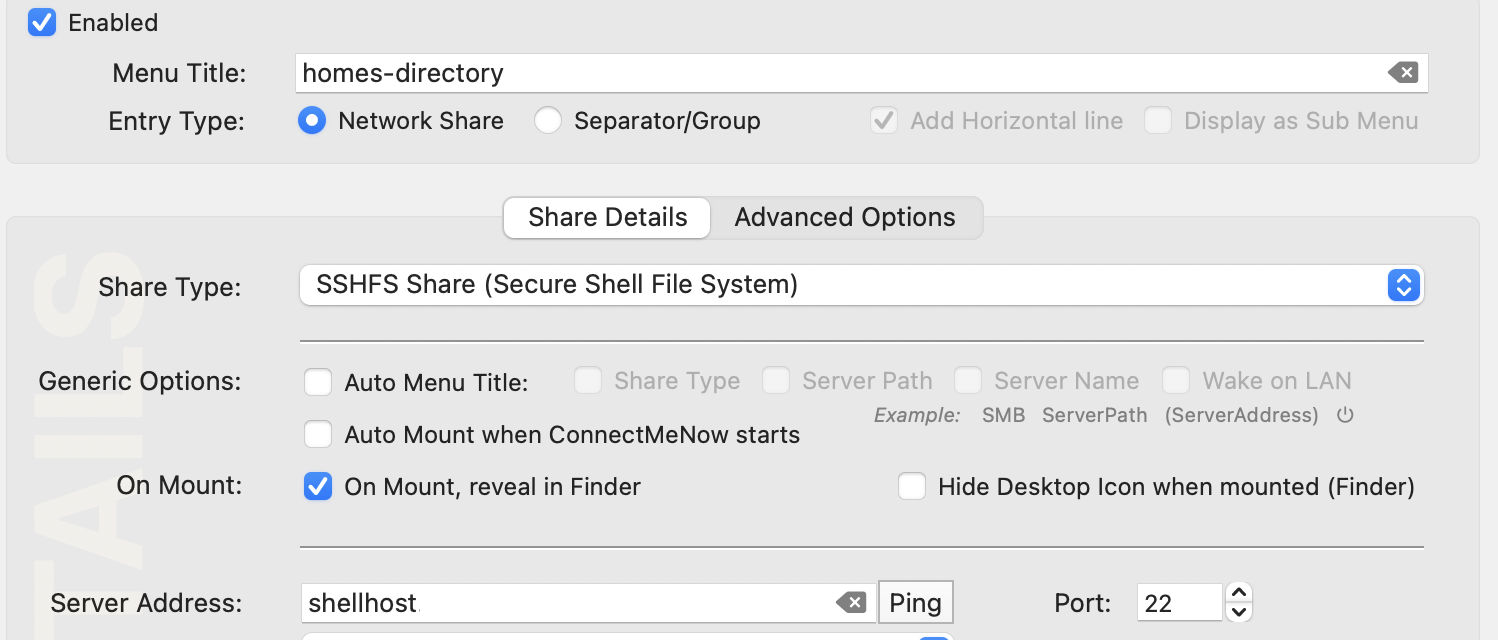 Enabled
Menu Title: homes-directory
Entry Type: Network Share Separator/Group Add Horizontal line Display as Sub Menu
Share Details Advanced Options
Share Type: SSHFS Share (Secure Shell File System)
Generic Options: Auto Menu Title: Share Type Server Path Server Name Wake on LAN
Example: SMB ServerPath (ServerAddress)
Auto Mount when ConnectMeNow starts
On Mount: On Mount, reveal in Finder Hide Desktop Icon when mounted (Finder)
Server Address: shellhost. Ping Port: 22
TAILS